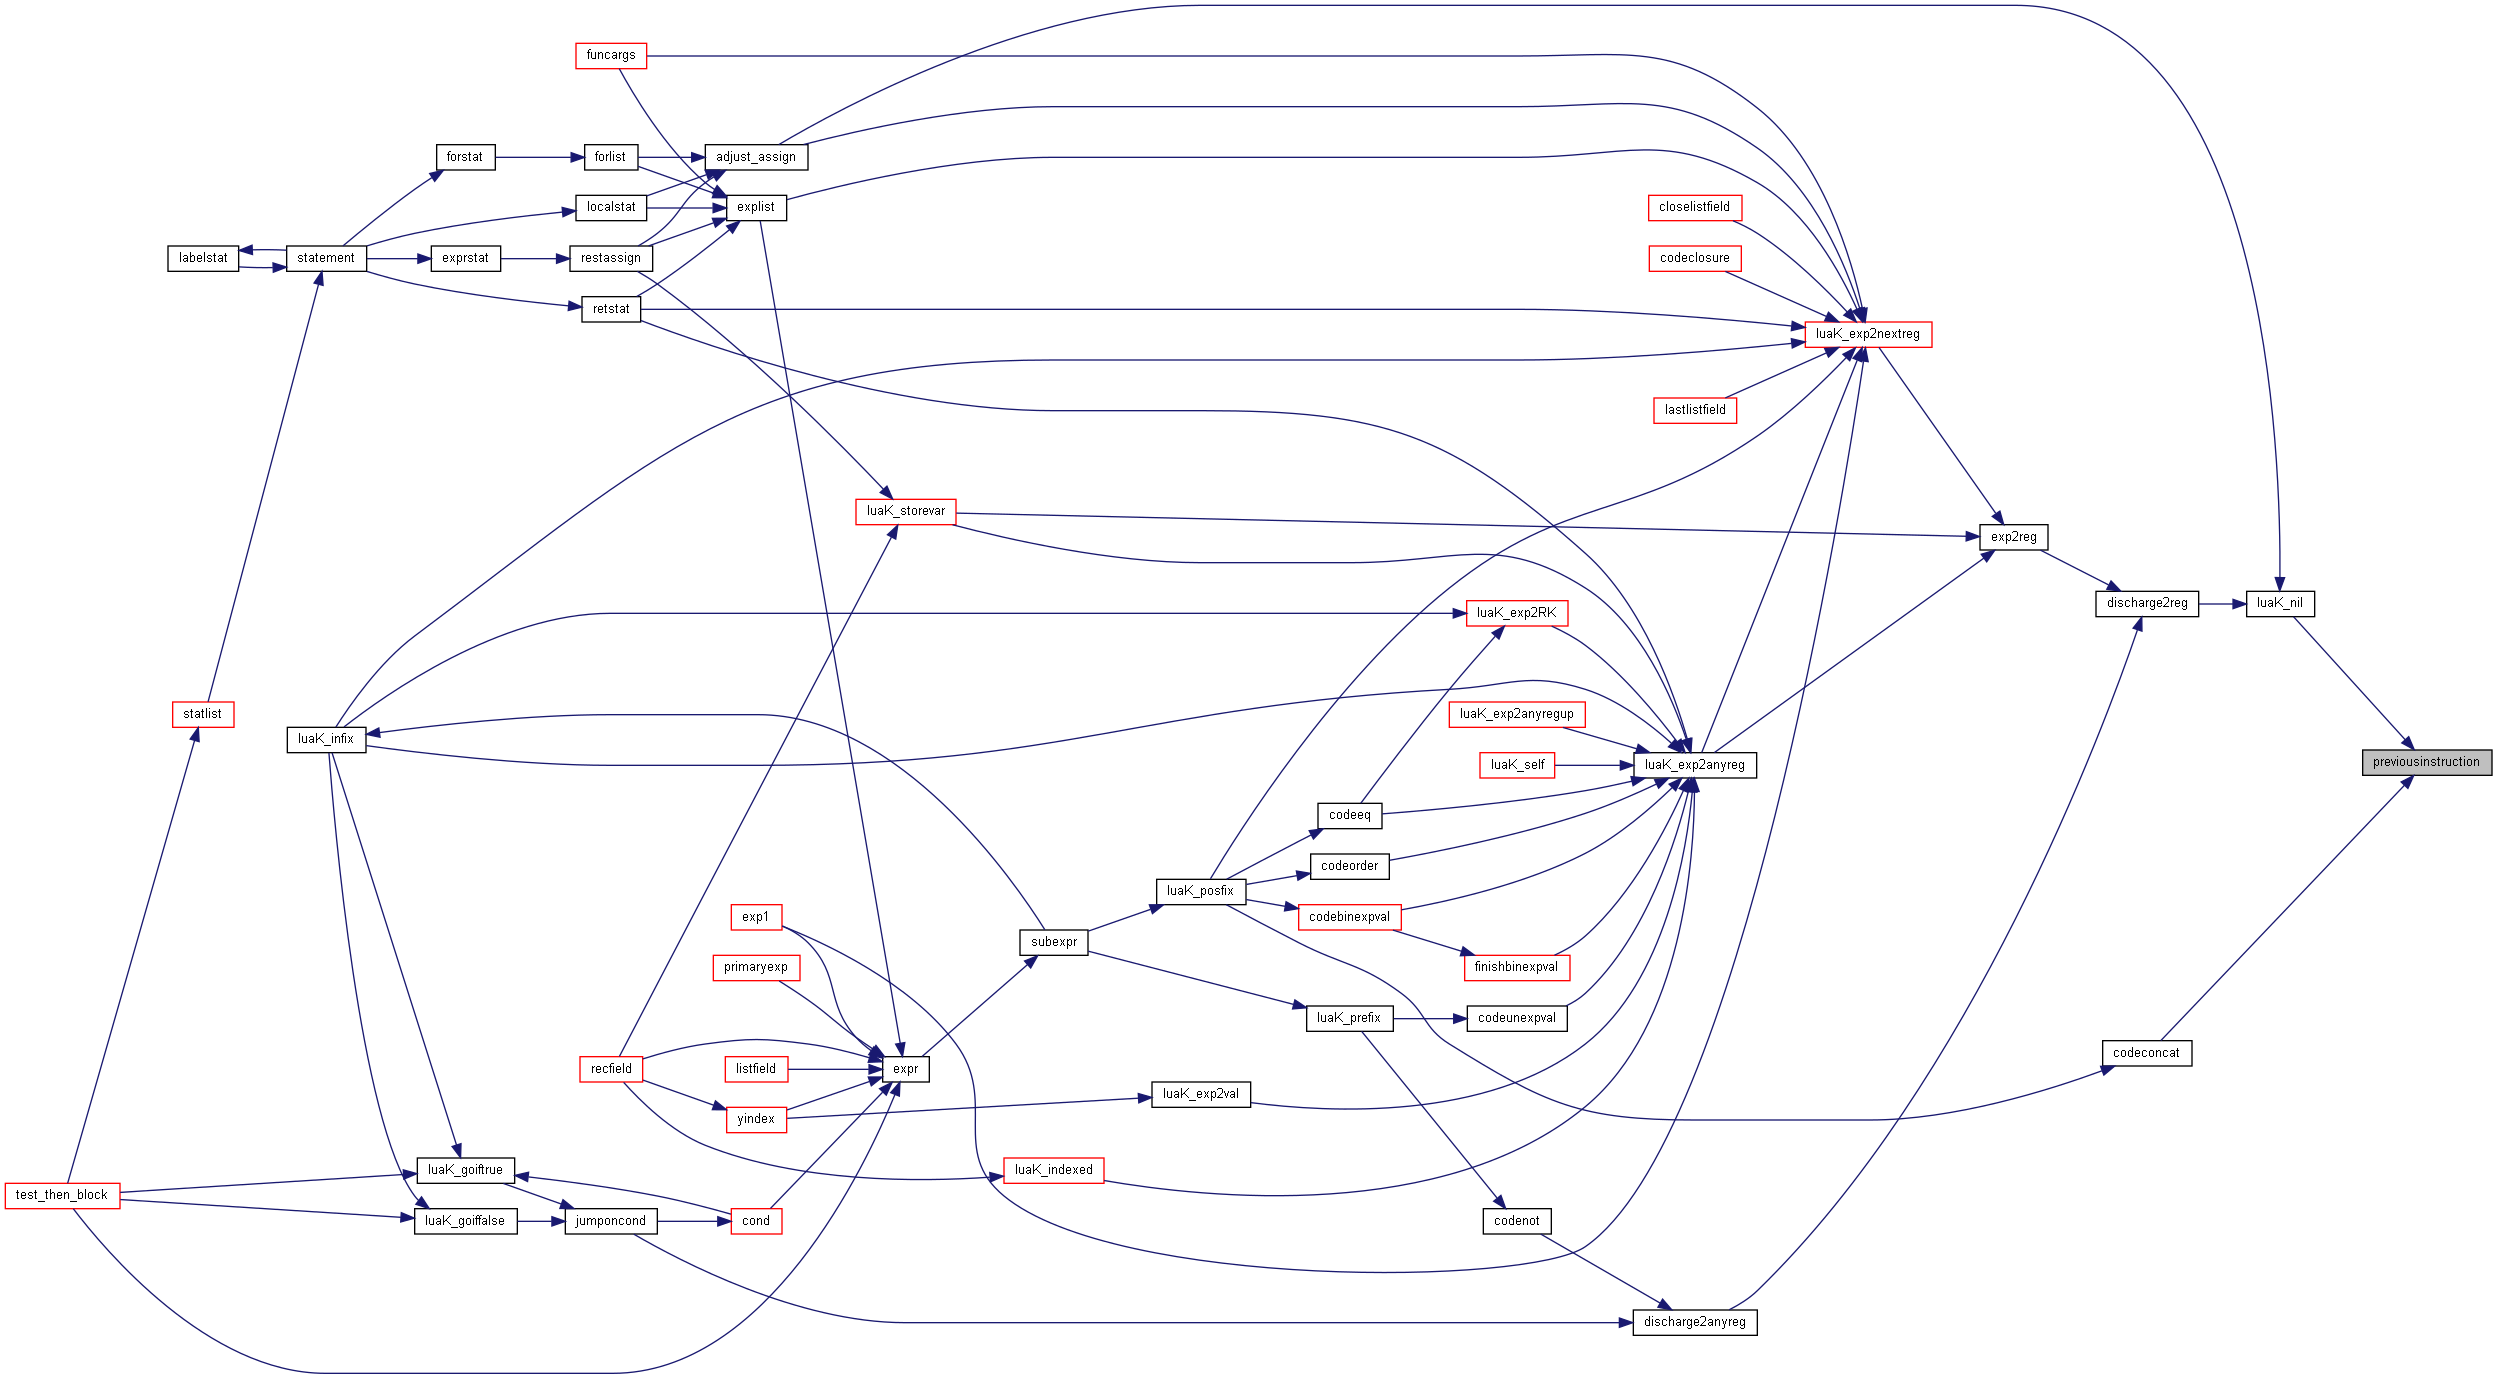 funcargs
forstat
forlist
adjust_assign
localstat
explist
closelistfield
labelstat
statement
exprstat
restassign
codeclosure
retstat
luaK_exp2nextreg
lastlistfield
luaK_storevar
exp2reg
luaK_exp2RK
discharge2reg
luaK_nil
statlist
luaK_exp2anyregup
luaK_infix
luaK_self
luaK_exp2anyreg
previousinstruction
codeeq
codeorder
luaK_posfix
exp1
codebinexpval
subexpr
primaryexp
finishbinexpval
luaK_prefix
codeunexpval
recfield
listfield
expr
codeconcat
luaK_exp2val
yindex
luaK_goiftrue
luaK_indexed
test_then_block
luaK_goiffalse
jumponcond
cond
codenot
discharge2anyreg